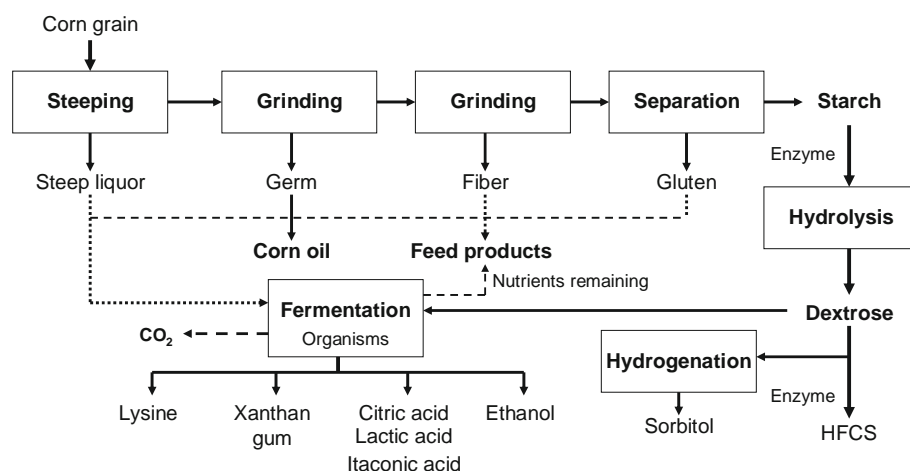 Corn grain
Steeping
Grinding
Grinding
Separation
Starch
Enzyme
Steep liquor
Germ
Fiber
Gluten
Hydrolysis
Corn oil
Feed products
Nutrients remaining
Fermentation
Organisms
Dextrose
CO₂
Hydrogenation
Enzyme
Lysine
Xanthan
gum
Citric acid
Lactic acid
Itaconic acid
Ethanol
Sorbitol
HFCS